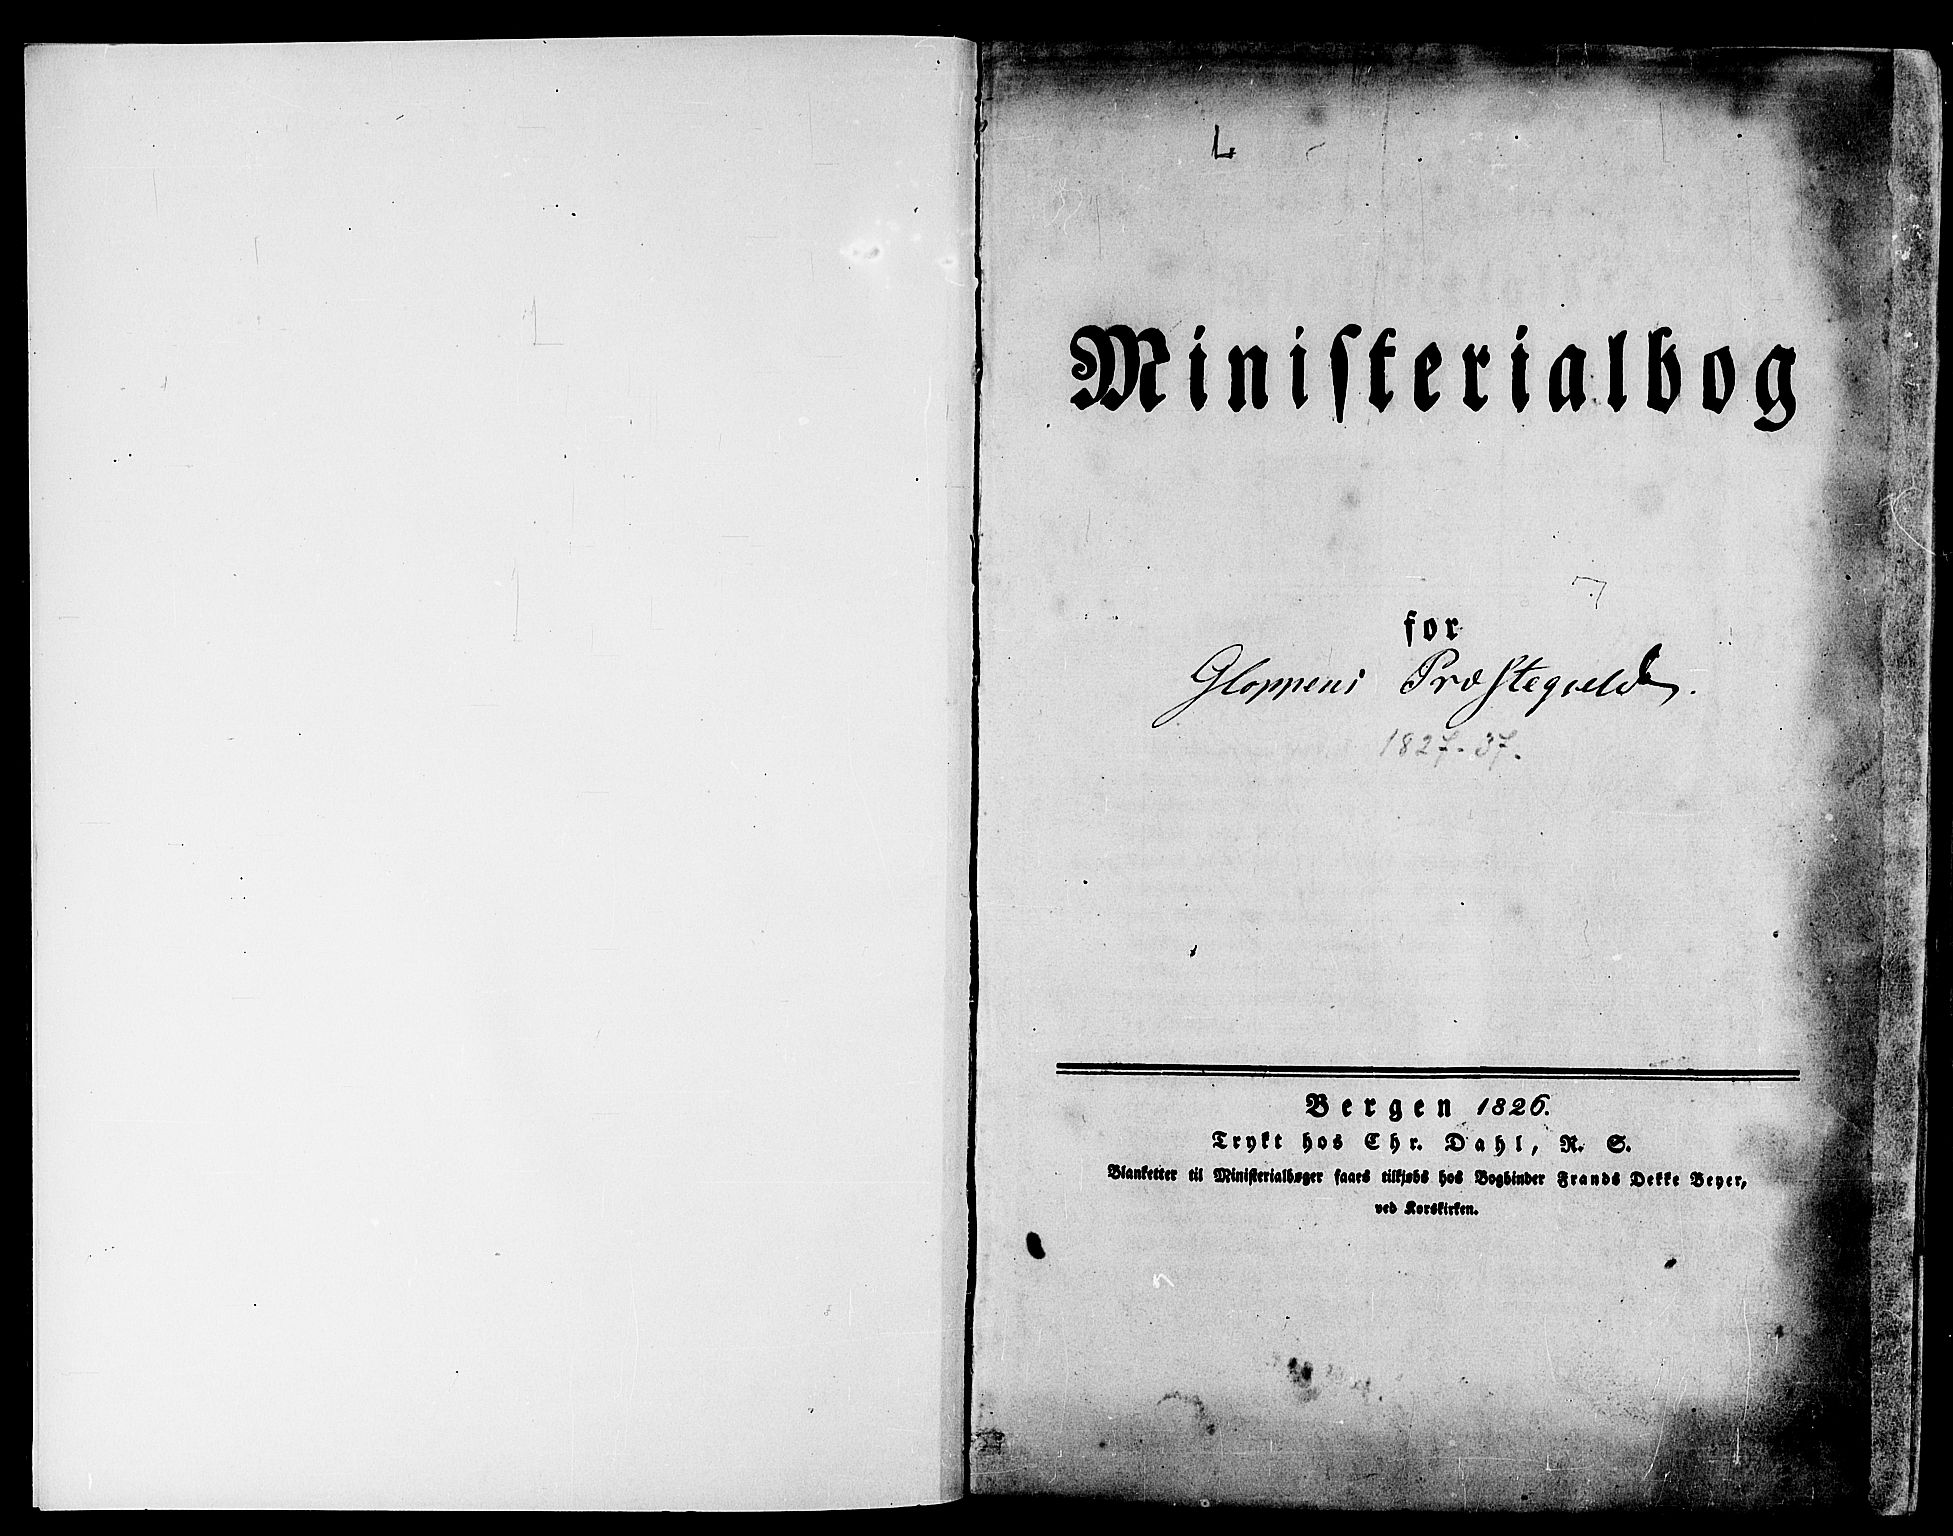 Ministerialbog
for
Gloppens Præstegield.
1827-37.
Bergen 1826.
Trykt hos Chr. Dahl, R. S.
Blanketter til Ministerialbøger faaes tilkjøbs hos Bogbinder Frands Dekke Beyer,
ved Korskirken.